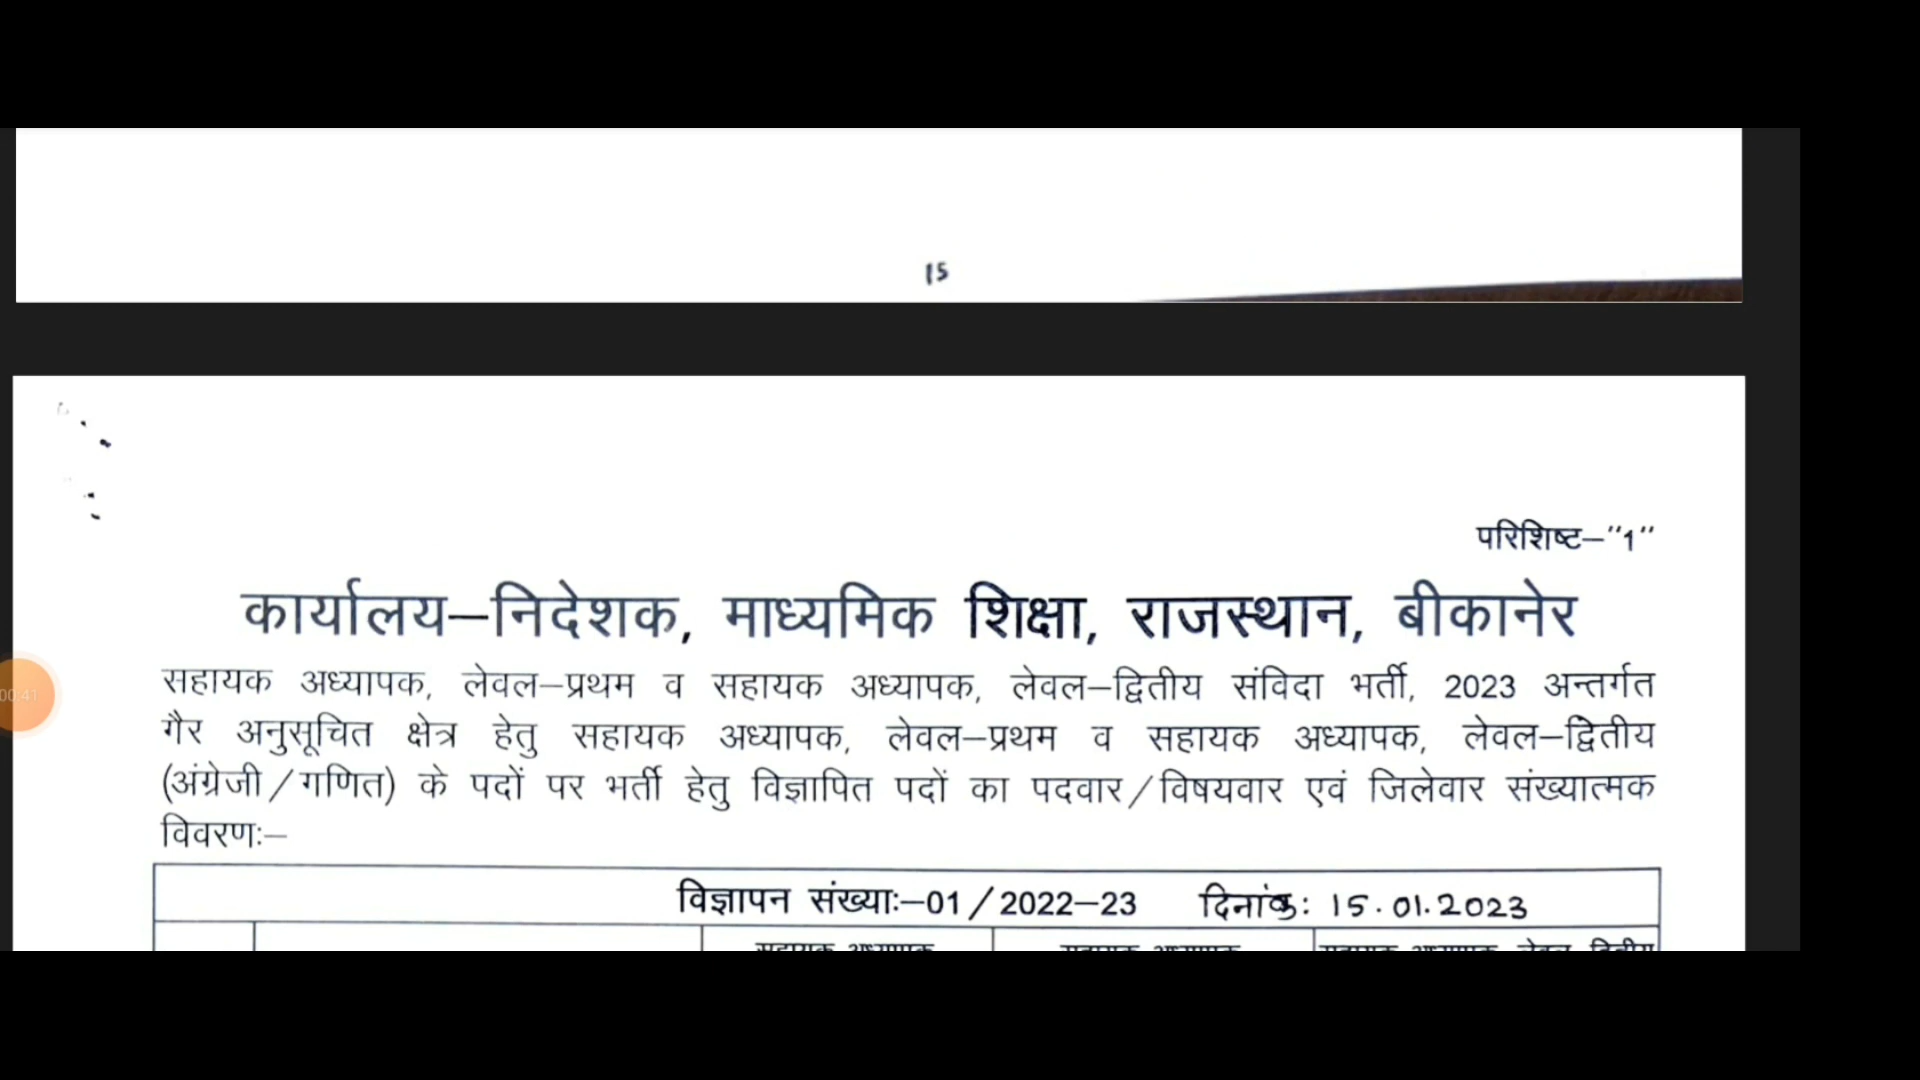 15
परिशिष्ट–"1"
कार्यालय–निदेशक, माध्यमिक शिक्षा, राजस्थान, बीकानेर
सहायक अध्यापक, लेवल–प्रथम व सहायक अध्यापक, लेवल–द्वितीय संविदा भर्ती, 2023 अन्तर्गत
गैर अनुसूचित क्षेत्र हेतु सहायक अध्यापक, लेवल–प्रथम व सहायक अध्यापक, लेवल–द्वितीय
(अंग्रेजी/गणित) के पदों पर भर्ती हेतु विज्ञापित पदों का पदवार/विषयवार एवं जिलेवार संख्यात्मक
विवरणः–
विज्ञापन संख्याः–01/2022–23 दिनांक: 15.01.2023
00:41